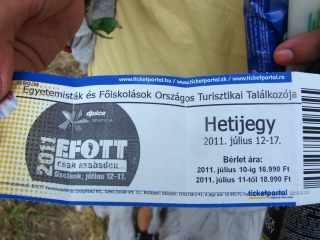 www.ticketportal.hu / www.ticketportal.sk / www.ticketportal.ro
Egyetemisták és Főiskolások Országos Turisztikai Találkozója
djuice
2011
EFOTT
csak szabadon...
Szolnok, július 12-17.
Hetijegy
2011. július 12-17.
Bérlet ára:
2011. július 10-ig 16.990 Ft
2011. július 11-től 18.990 Ft
ticketportal